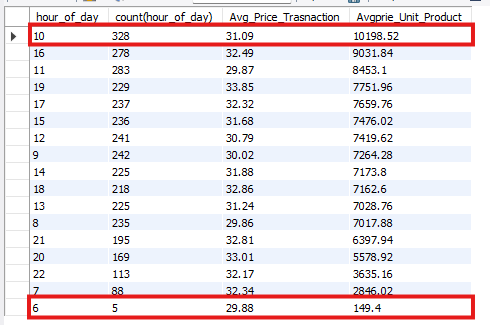 hour_of_day count(hour_of_day) Avg_Price_Trasnaction Avgprie_Unit_Product
10 328 31.09 10198.52
16 278 32.49 9031.84
11 283 29.87 8453.1
19 229 33.85 7751.96
17 237 32.32 7659.76
15 236 31.68 7476.02
12 241 30.79 7419.62
9 242 30.02 7264.28
14 225 31.88 7173.8
18 218 32.86 7162.6
13 225 31.24 7028.76
8 235 29.86 7017.88
21 195 32.81 6397.94
20 169 33.01 5578.92
22 113 32.17 3635.16
7 88 32.34 2846.02
6 5 29.88 149.4